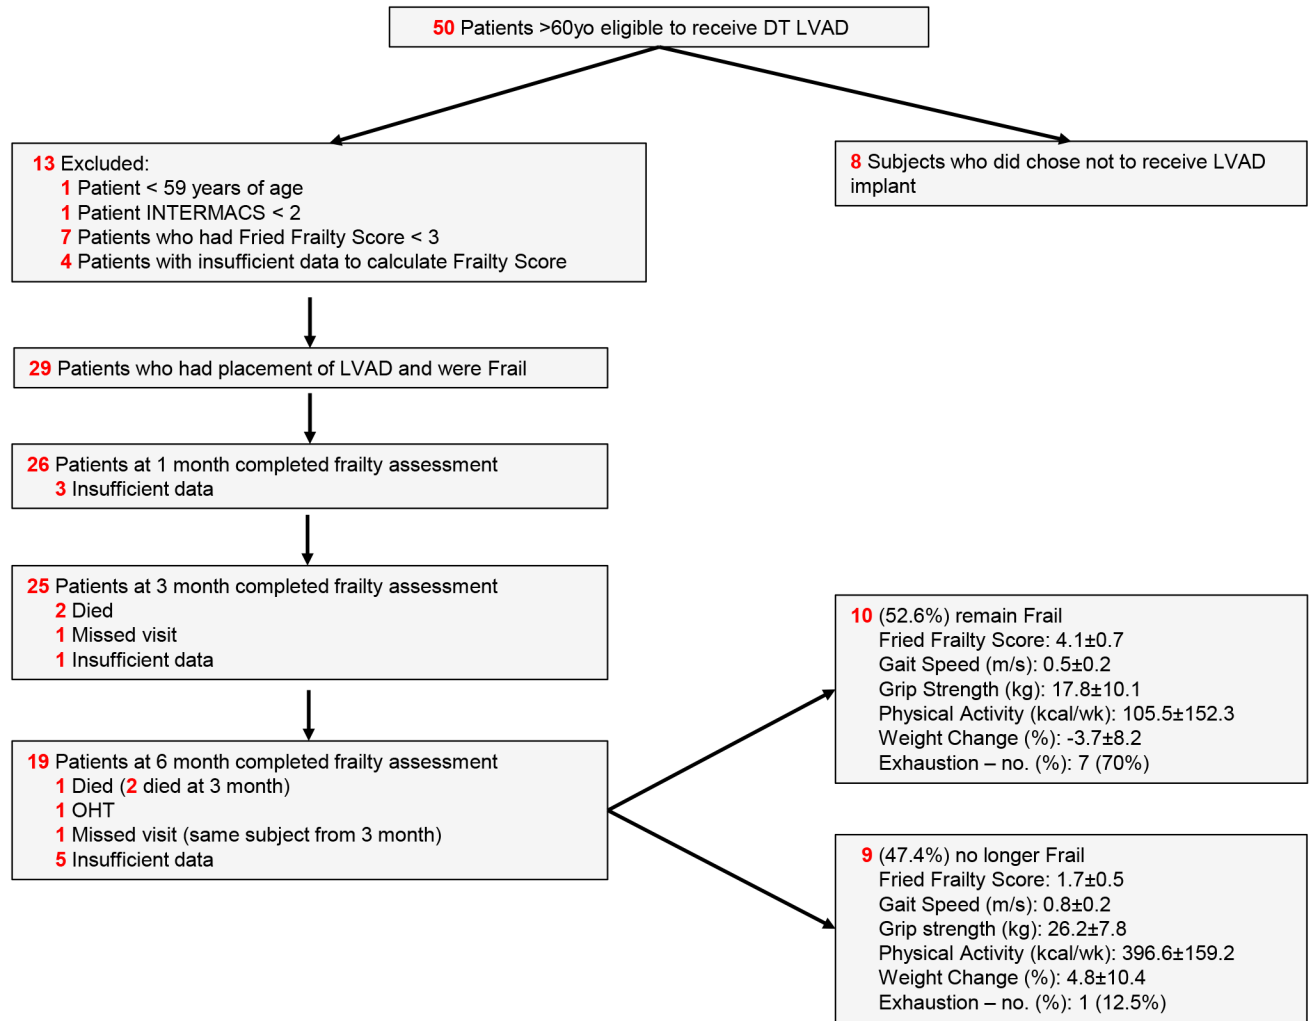 50 Patients >60yo eligible to receive DT LVAD
13 Excluded:
1 Patient < 59 years of age
1 Patient INTERMACS < 2
7 Patients who had Fried Frailty Score < 3
4 Patients with insufficient data to calculate Frailty Score
8 Subjects who did chose not to receive LVAD
implant
29 Patients who had placement of LVAD and were Frail
26 Patients at 1 month completed frailty assessment
3 Insufficient data
25 Patients at 3 month completed frailty assessment
2 Died
1 Missed visit
1 Insufficient data
19 Patients at 6 month completed frailty assessment
1 Died (2 died at 3 month)
1 OHT
1 Missed visit (same subject from 3 month)
5 Insufficient data
10 (52.6%) remain Frail
Fried Frailty Score: 4.1±0.7
Gait Speed (m/s): 0.5±0.2
Grip Strength (kg): 17.8±10.1
Physical Activity (kcal/wk): 105.5±152.3
Weight Change (%): -3.7±8.2
Exhaustion – no. (%): 7 (70%)
9 (47.4%) no longer Frail
Fried Frailty Score: 1.7±0.5
Gait Speed (m/s): 0.8±0.2
Grip strength (kg): 26.2±7.8
Physical Activity (kcal/wk): 396.6±159.2
Weight Change (%): 4.8±10.4
Exhaustion – no. (%): 1 (12.5%)